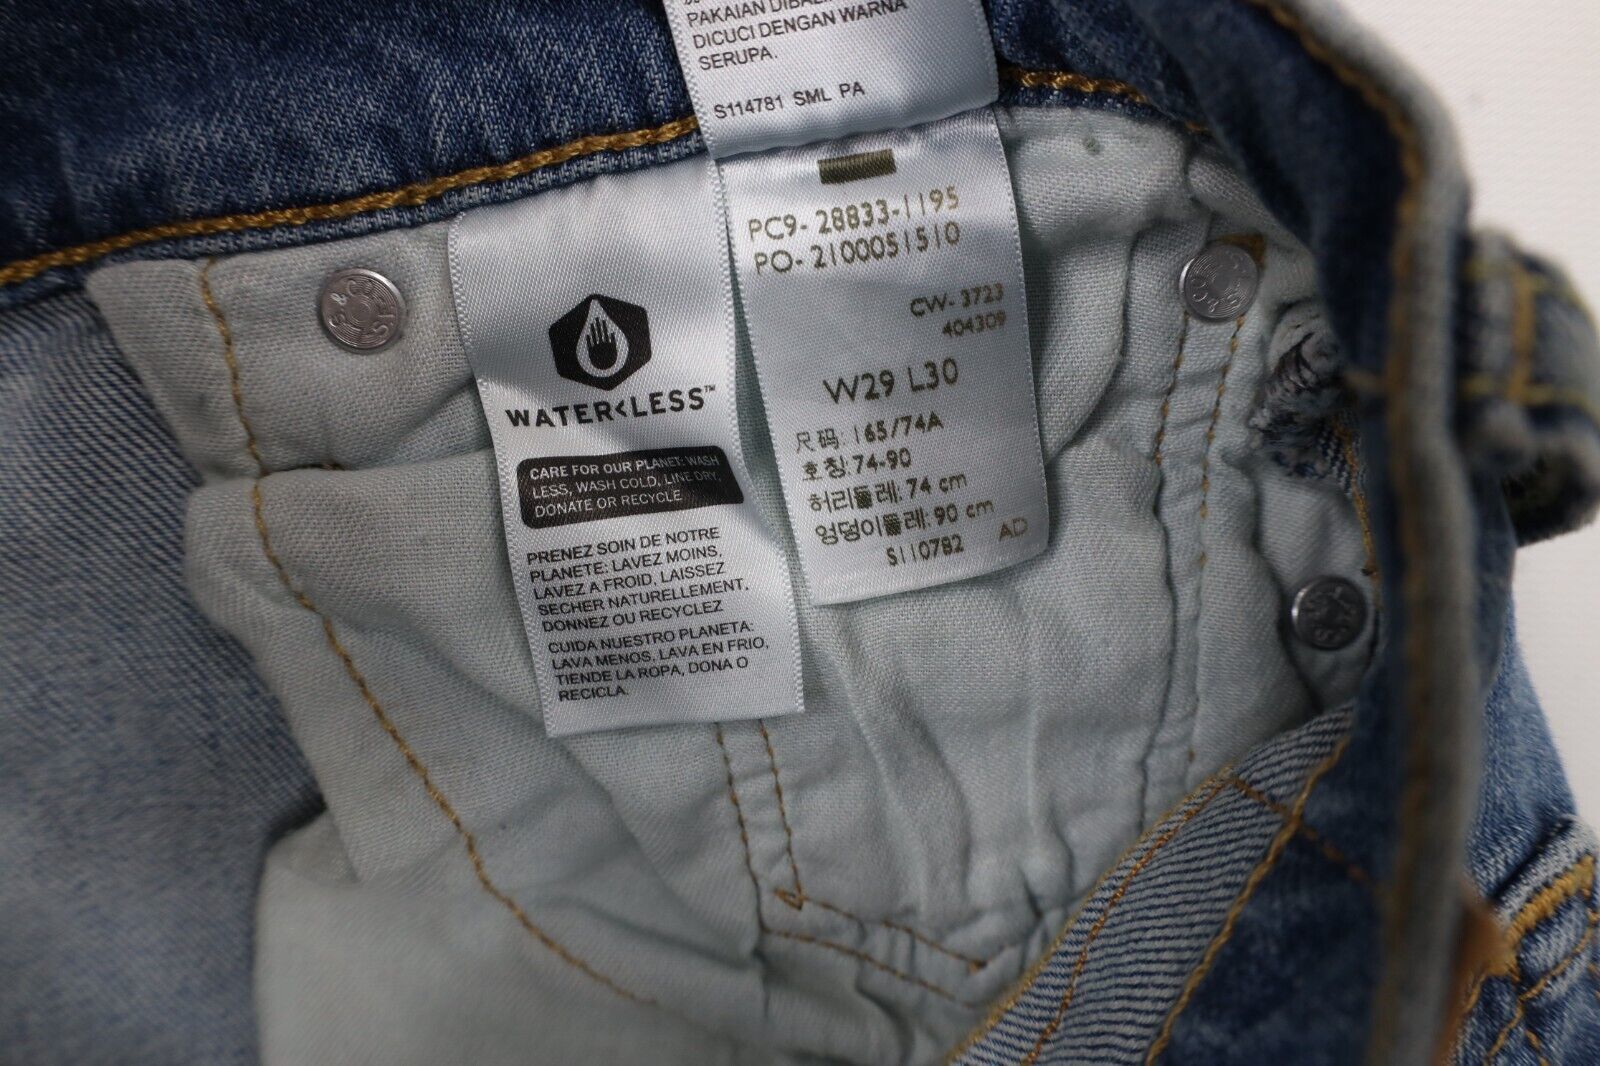 PAKAIAN
DICUCI DENGAN WARNA
SERUPA.
S114781 SML PA
PC9-28833-1195
PO-2100051510
CW-3723
404309
W29 L30
尺码: 165/74A
호칭: 74-90
허리둘레: 74 cm
엉덩이둘레: 90 cm
S110782 AD
WATER<LESS™
CARE FOR OUR PLANET: WASH
LESS, WASH COLD, LINE DRY,
DONATE OR RECYCLE
PRENEZ SOIN DE NOTRE
PLANETE: LAVEZ MOINS,
LAVEZ A FROID, LAISSEZ
SECHER NATURELLEMENT,
DONNEZ OU RECYCLEZ
CUIDA NUESTRO PLANETA:
LAVA MENOS, LAVA EN FRIO,
TIENDE LA ROPA, DONA O
RECICLA.